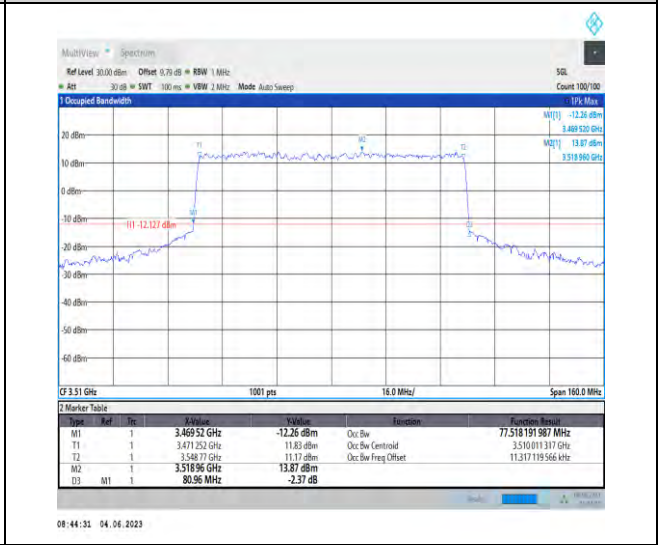 MultiView Spectrum
Ref Level 30.00 dBm Offset 9.79 dB RBW 1 MHz SGL
Att 30 dB SWT 100 ms VBW 2 MHz Mode Auto Sweep Count 100/100
1 Occupied Bandwidth 1Pk Max
M1[1] -12.26 dBm
3.469 520 GHz
M2[1] 13.87 dBm
3.518 960 GHz
20 dBm
T1 M2 T2
10 dBm
0 dBm
-10 dBm
M1
H1 -12.127 dBm
-20 dBm
-30 dBm
-40 dBm
-50 dBm
-60 dBm
CF 3.51 GHz 1001 pts 16.0 MHz/ Span 160.0 MHz
2 Marker Table
Type Ref Trc X-Value Y-Value Function Function Result
M1 1 3.469 52 GHz -12.26 dBm Occ Bw 77.518 191 987 MHz
T1 1 3.471 252 GHz 11.83 dBm Occ Bw Centroid 3.510 011 317 GHz
T2 1 3.548 77 GHz 11.17 dBm Occ Bw Freq Offset 11.317 119 566 kHz
M2 1 3.518 96 GHz 13.87 dBm
D3 M1 1 80.96 MHz -2.37 dB
08:44:31 04.06.2023